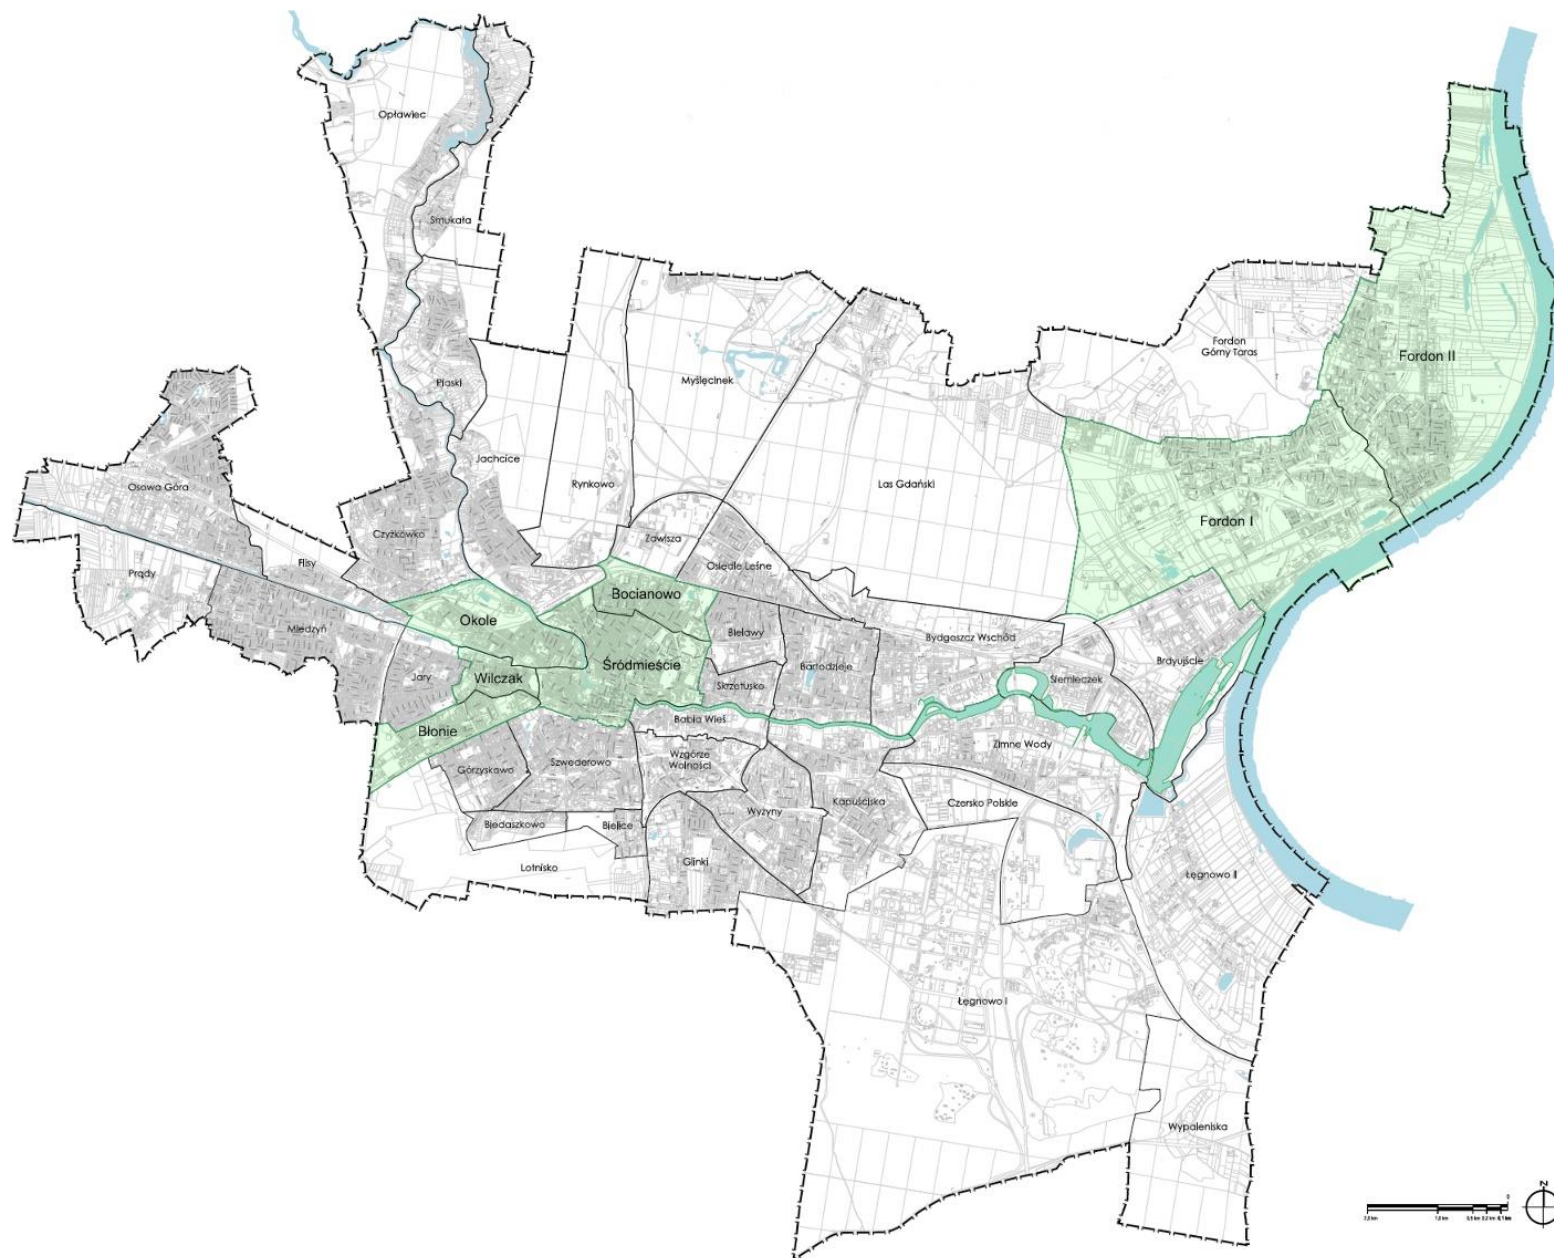 Opławiec
Smukała
Fordon
Górny Taras
Fordon II
Piaski
Myślęcinek
Jachcice
Rynkowo
Las Gdański
Osowa Góra
Fordon I
Czyżkówko
Zawisza
Flisy
Osiedle Leśne
Prądy
Bocianowo
Okole
Miedzyń
Bielawy
Bydgoszcz Wschód
Śródmieście
Bartodzieje
Brdyujście
Jary
Wilczak
Skrzetusko
Siernieczek
Babia Wieś
Błonie
Zimne Wody
Górzyskowo
Szwederowo
Wzgórze
Wolności
Wyżyny
Kapuściska
Czersko Polskie
Biedaszkowo
Bielice
Lotnisko
Glinki
Łęgnowo II
Łęgnowo I
Wypaleniska
N